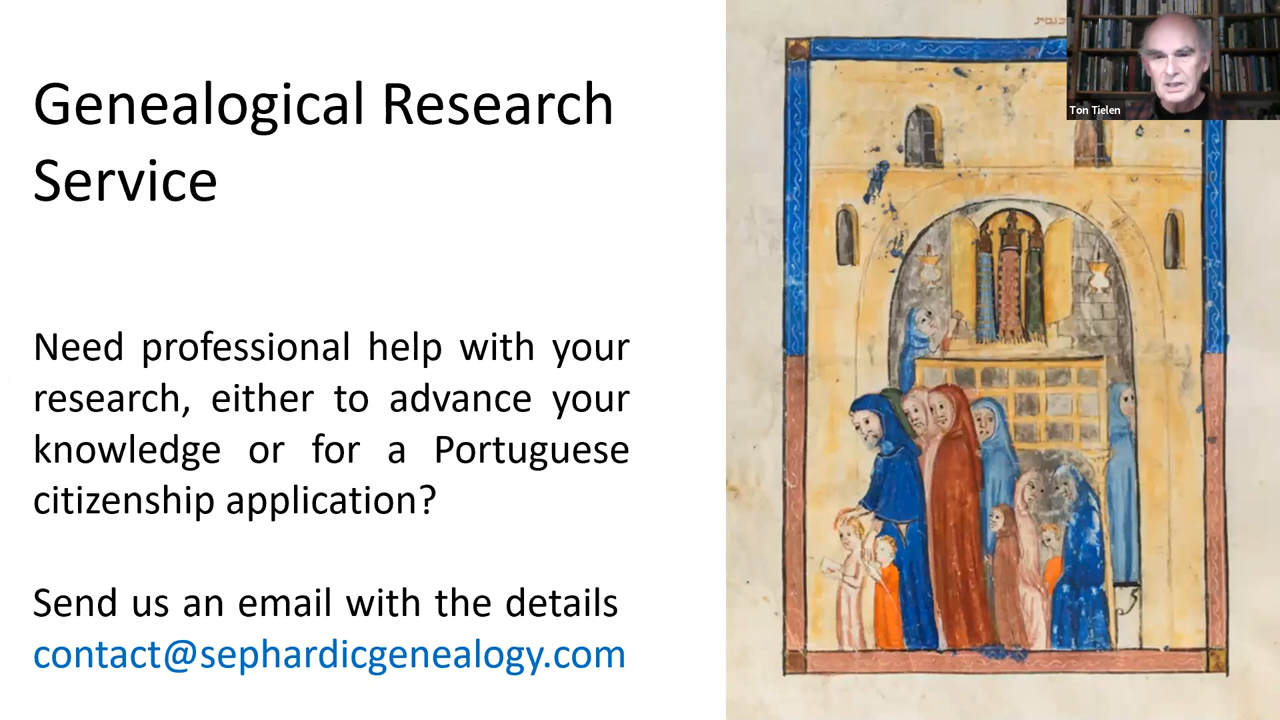 Genealogical Research
Service
Need professional help with your
research, either to advance your
knowledge or for a Portuguese
citizenship application?
Send us an email with the details
contact@sephardicgenealogy.com
Ton Tielen